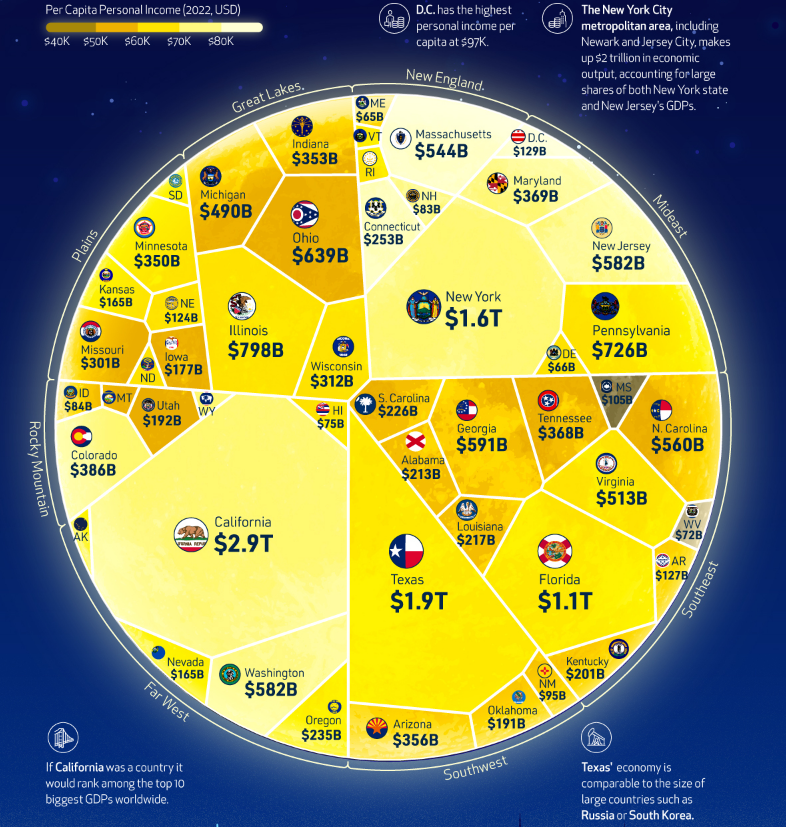 Per Capita Personal Income (2022, USD)
$40K $50K $60K $70K $80K
D.C. has the highest
personal income per
capita at $97K.
The New York City
metropolitan area, including
Newark and Jersey City, makes
up $2 trillion in economic
output, accounting for large
shares of both New York state
and New Jersey's GDPs.
New England
Great Lakes
Mideast
Plains
Rocky Mountain
Far West
Southwest
Southeast
ME
$65B
VT
RI
Massachusetts
$544B
D.C.
$129B
NH
$83B
Connecticut
$253B
Maryland
$369B
New Jersey
$582B
New York
$1.6T
Pennsylvania
$726B
DE
$66B
Indiana
$353B
Michigan
$490B
Ohio
$639B
Illinois
$798B
Wisconsin
$312B
SD
Minnesota
$350B
Kansas
$165B
NE
$124B
Missouri
$301B
ND
Iowa
$177B
ID
$84B
MT
Utah
$192B
WY
Colorado
$386B
HI
$75B
AK
California
$2.9T
Nevada
$165B
Washington
$582B
Oregon
$235B
S. Carolina
$226B
Georgia
$591B
Tennessee
$368B
MS
$105B
N. Carolina
$560B
Alabama
$213B
Virginia
$513B
Louisiana
$217B
WV
$72B
AR
$127B
Florida
$1.1T
Kentucky
$201B
Texas
$1.9T
NM
$95B
Oklahoma
$191B
Arizona
$356B
If California was a country it
would rank among the top 10
biggest GDPs worldwide.
Texas' economy is
comparable to the size of
large countries such as
Russia or South Korea.